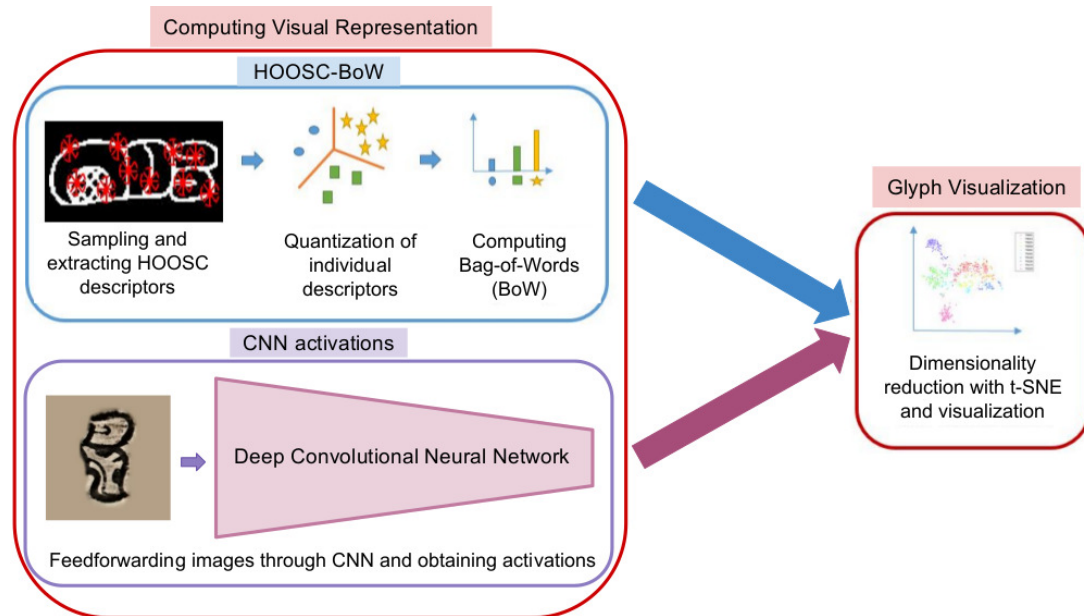 Computing Visual Representation
HOOSC-BoW
Sampling and
extracting HOOSC
descriptors
Quantization of
individual
descriptors
Computing
Bag-of-Words
(BoW)
CNN activations
Deep Convolutional Neural Network
Feedforwarding images through CNN and obtaining activations
Glyph Visualization
Dimensionality
reduction with t-SNE
and visualization